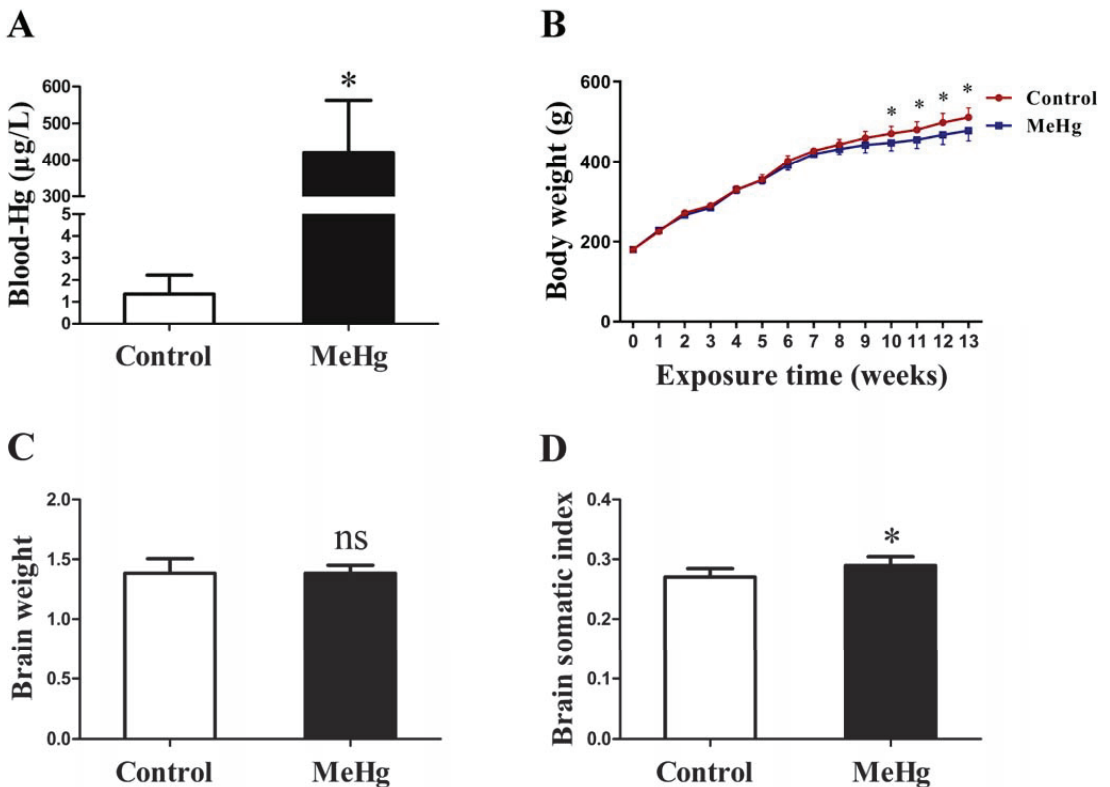 A
Blood-Hg (µg/L)
600
500
400
300
5
4
3
2
1
0
*
Control
MeHg
B
Body weight (g)
600
400
200
0
* * * *
Control
MeHg
0 1 2 3 4 5 6 7 8 9 10 11 12 13
Exposure time (weeks)
C
Brain weight
2.0
1.5
1.0
0.5
0.0
ns
Control
MeHg
D
Brain somatic index
0.4
0.3
0.2
0.1
0.0
*
Control
MeHg